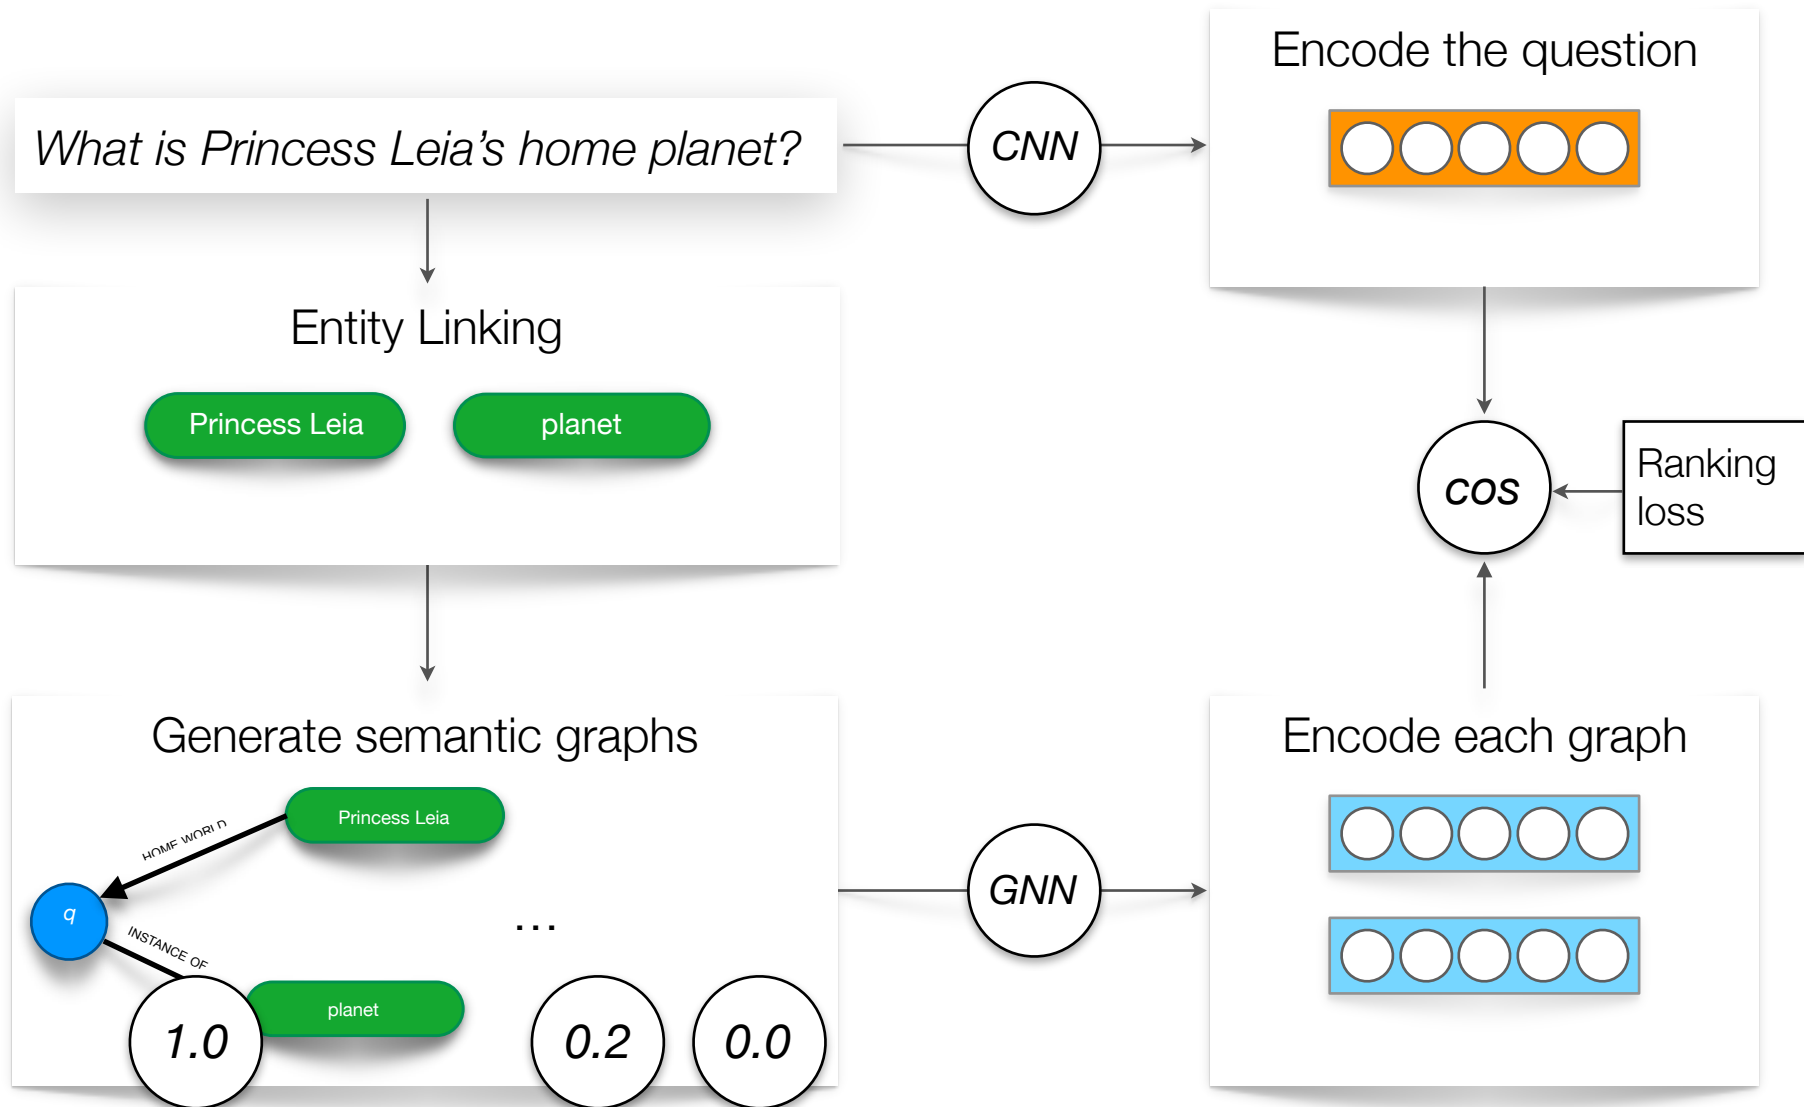 Encode the question
What is Princess Leia's home planet?
CNN
Entity Linking
Princess Leia
planet
cos
Ranking
loss
Generate semantic graphs
Encode each graph
Princess Leia
HOME WORLD
q
INSTANCE OF
...
GNN
planet
1.0
0.2
0.0